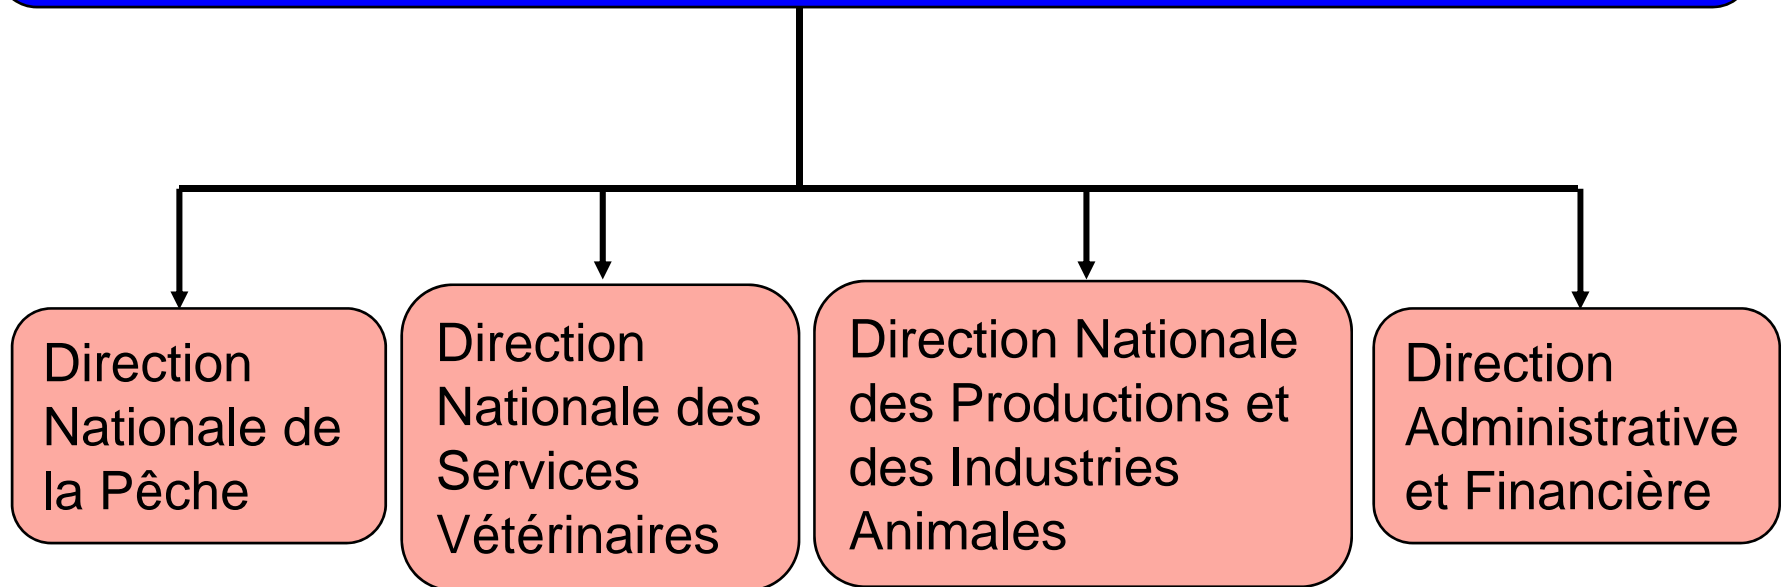 Direction
Nationale de
la Pêche
Direction
Nationale des
Services
Vétérinaires
Direction Nationale
des Productions et
des Industries
Animales
Direction
Administrative
et Financière